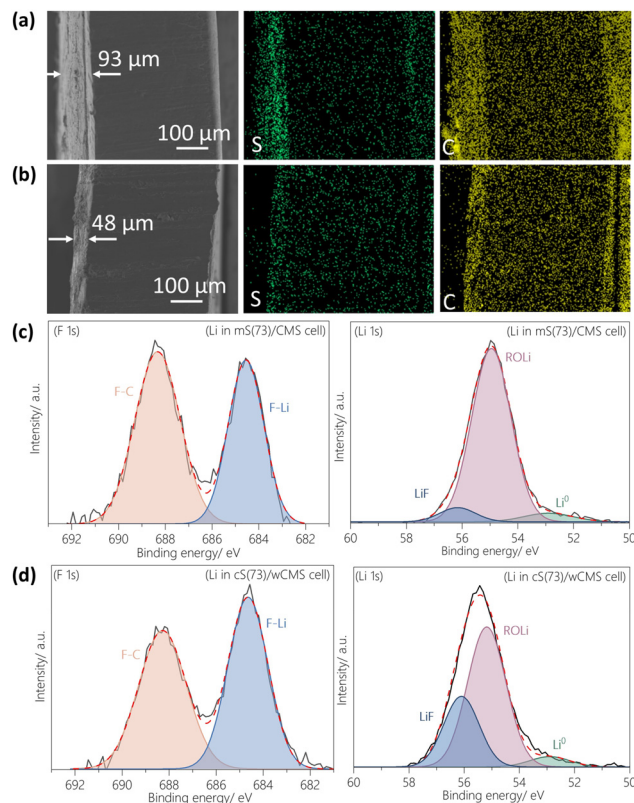 (a)
93 μm
100 μm
S
C
(b)
48 μm
100 μm
S
C
(c)
(F 1s)
(Li in mS(73)/CMS cell)
F-C
F-Li
Intensity/ a.u.
692 690 688 686 684 682
Binding energy/ eV
(Li 1s)
(Li in mS(73)/CMS cell)
ROLi
LiF
Li⁰
Intensity/ a.u.
60 58 56 54 52 50
Binding energy/ eV
(d)
(F 1s)
(Li in cS(73)/wCMS cell)
F-C
F-Li
Intensity/ a.u.
692 690 688 686 684 682
Binding energy/ eV
(Li 1s)
(Li in cS(73)/wCMS cell)
ROLi
LiF
Li⁰
Intensity/ a.u.
60 58 56 54 52 50
Binding energy/ eV